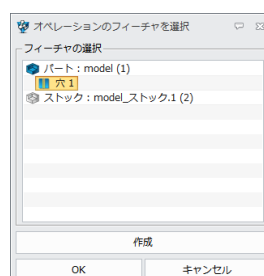 オペレーションのフィーチャを選択
フィーチャの選択
パート : model (1)
穴 1
ストック : model_ストック.1 (2)
作成
OK キャンセル